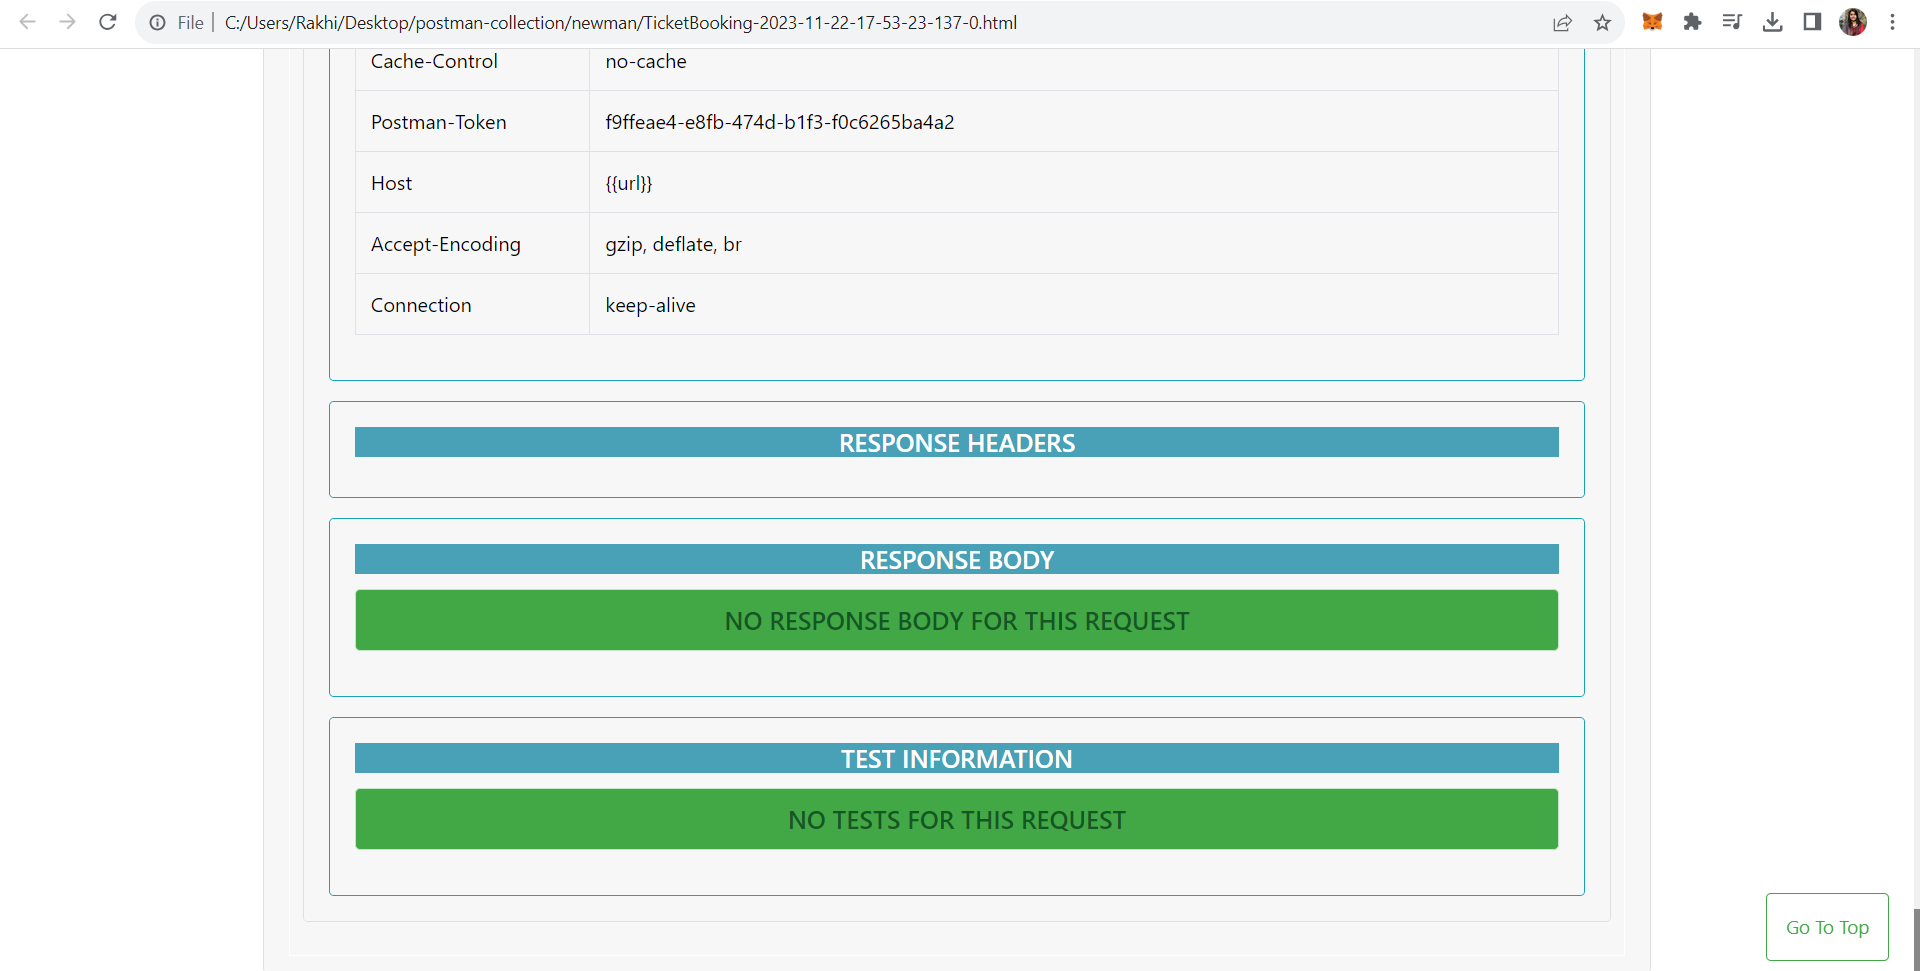 File | C:/Users/Rakhi/Desktop/postman-collection/newman/TicketBooking-2023-11-22-17-53-23-137-0.html
Cache-Control no-cache
Postman-Token f9ffeae4-e8fb-474d-b1f3-f0c6265ba4a2
Host {{url}}
Accept-Encoding gzip, deflate, br
Connection keep-alive
RESPONSE HEADERS
RESPONSE BODY
NO RESPONSE BODY FOR THIS REQUEST
TEST INFORMATION
NO TESTS FOR THIS REQUEST
Go To Top